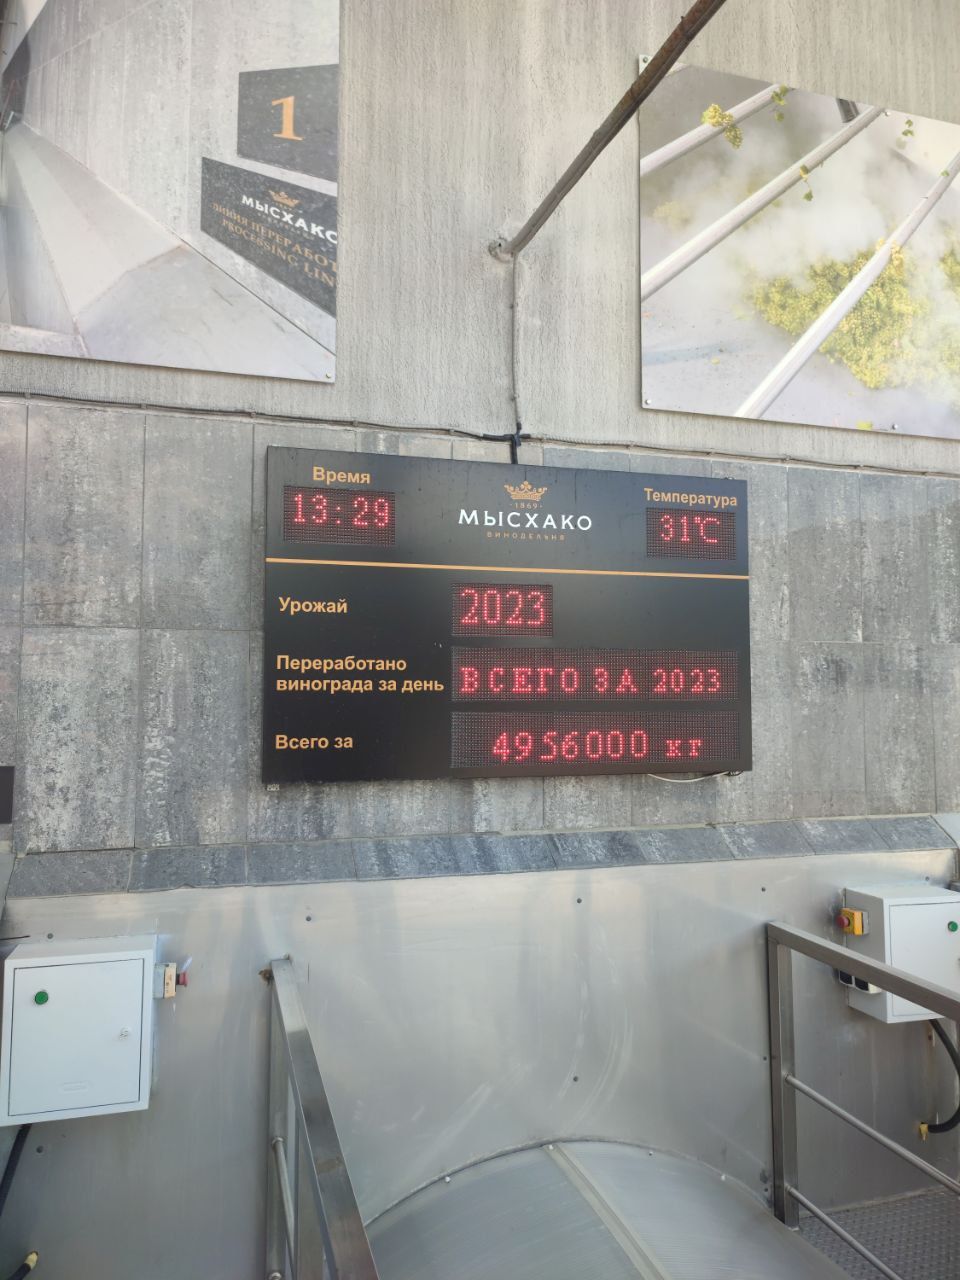 1
МЫСХАКО
ЛИНИЯ ПЕРЕРАБОТ
PROCESSING LIN
Время
13:29
1869
МЫСХАКО
ВИНОДЕЛЬНЯ
Температура
31°C
Урожай
2023
Переработано
винограда за день
ВСЕГО ЗА 2023
Всего за
4956000 кг